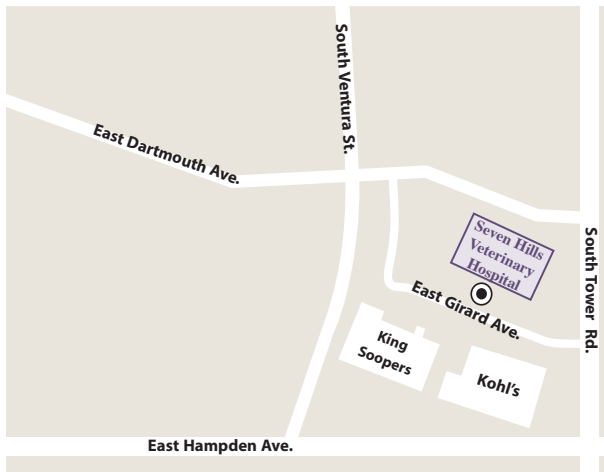 South Ventura St.
East Dartmouth Ave.
Seven Hills
Veterinary
Hospital
South Tower Rd.
East Girard Ave.
King
Soopers
Kohl's
East Hampden Ave.